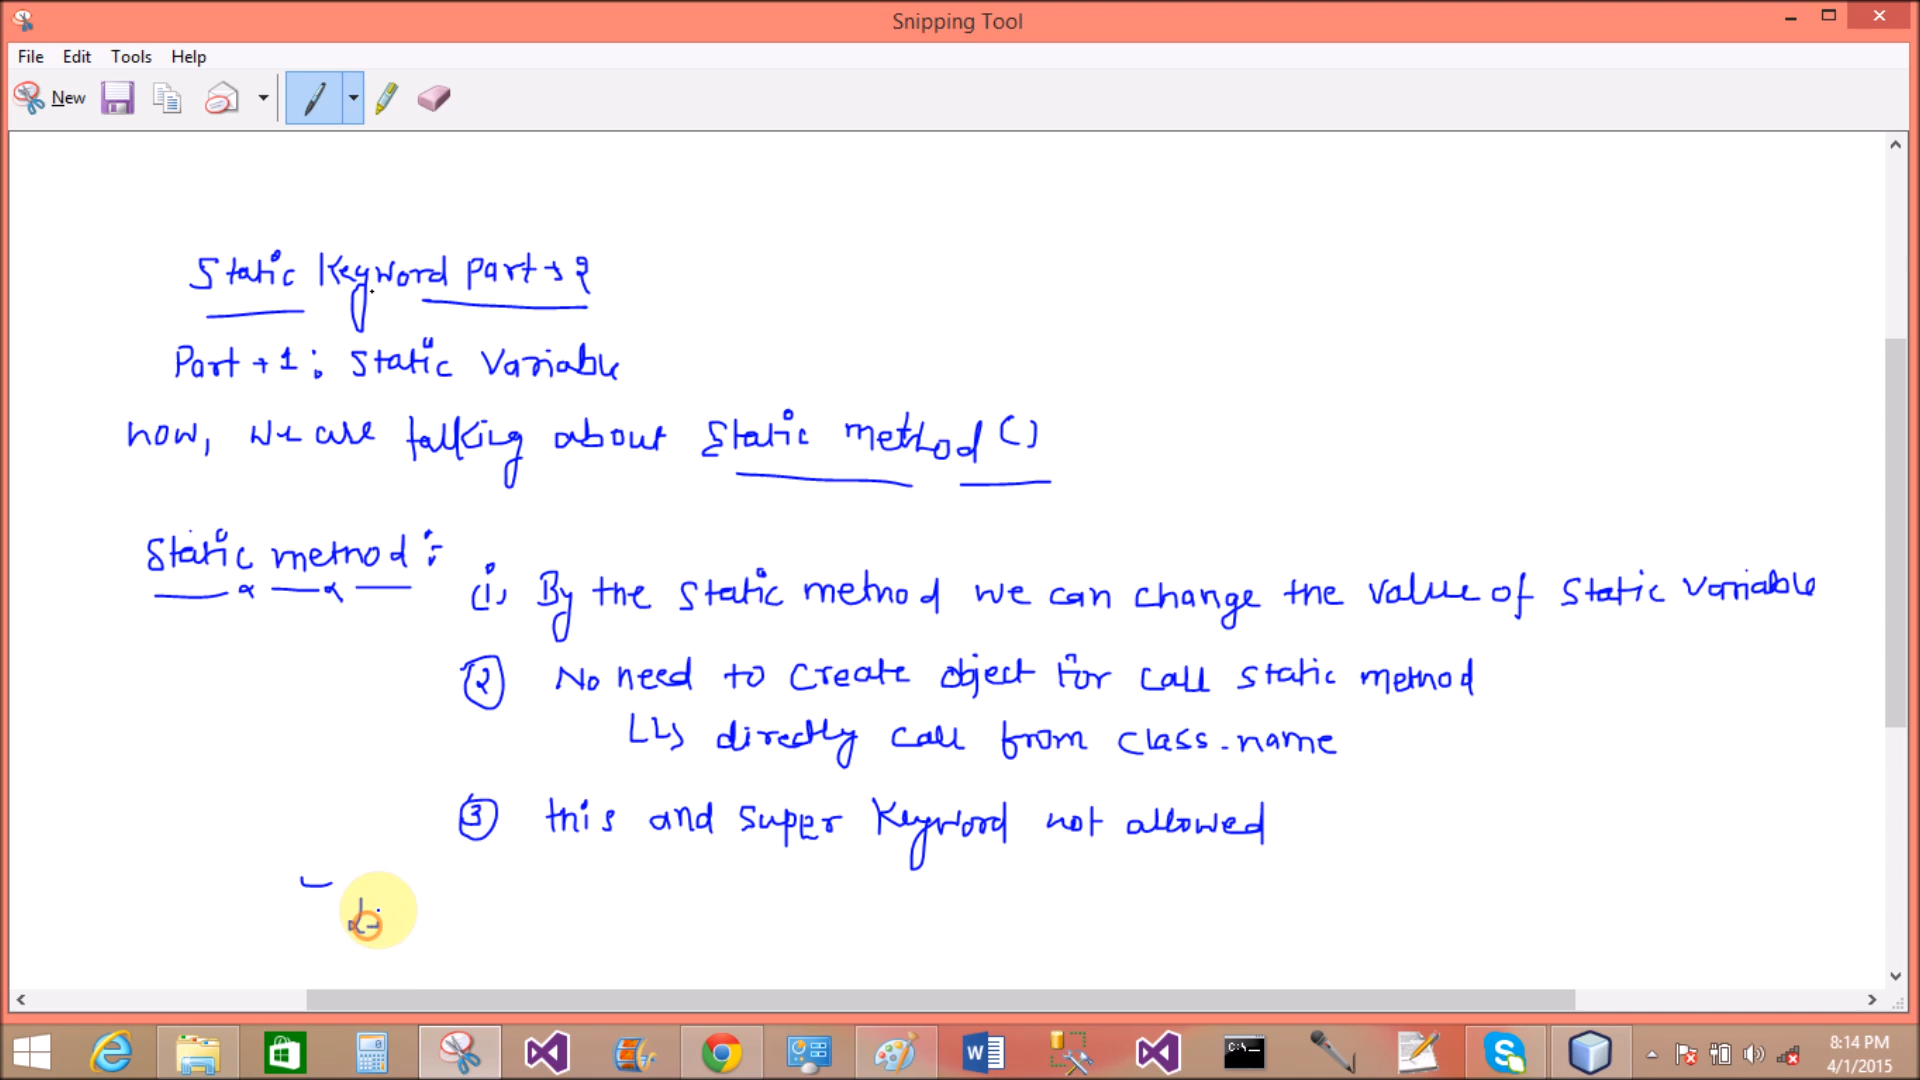 Snipping Tool
File Edit Tools Help
New
Static Keyword Part → 2
Part → 1 : Static Variable
now, we are talking about Static method ( )
Static method :
(1) By the static method we can change the value of static variable
(2) No need to create object for call static method
↳ directly call from class.name
(3) this and super keyword not allowed
C:\
8:14 PM
4/1/2015